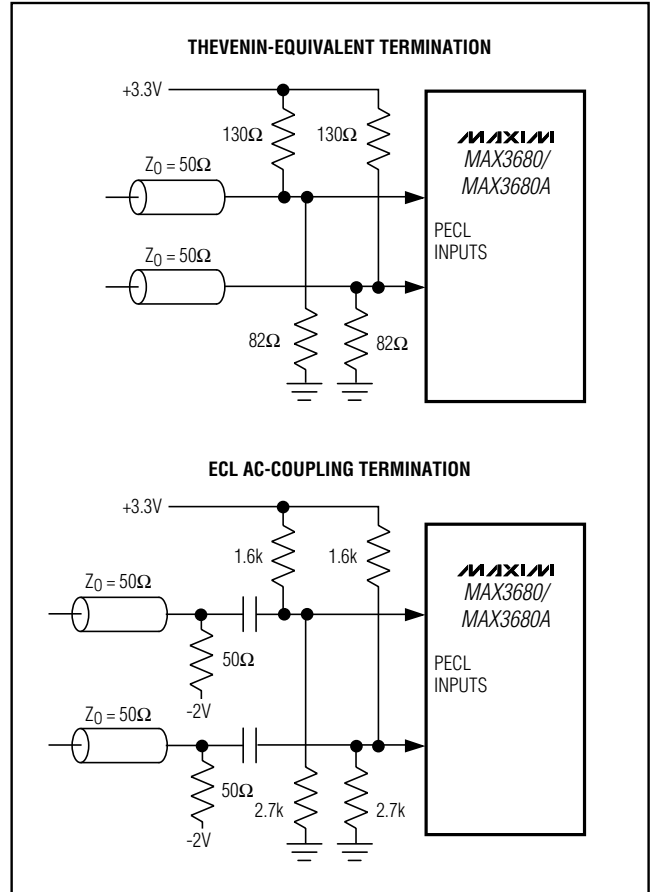 THEVENIN-EQUIVALENT TERMINATION
+3.3V
130Ω 130Ω
Z0 = 50Ω
Z0 = 50Ω
82Ω 82Ω
MAXIM
MAX3680/
MAX3680A
PECL
INPUTS
ECL AC-COUPLING TERMINATION
+3.3V
1.6k 1.6k
Z0 = 50Ω
50Ω
-2V
Z0 = 50Ω
50Ω
-2V
2.7k 2.7k
MAXIM
MAX3680/
MAX3680A
PECL
INPUTS